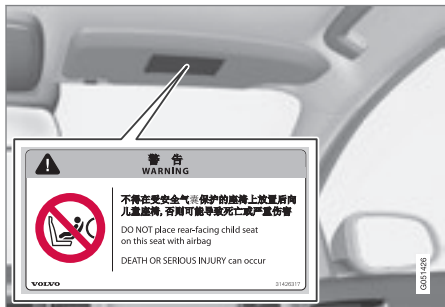 警 告
WARNING
不得在受安全气囊保护的座椅上放置后向
儿童座椅, 否则可能导致死亡或严重伤害
DO NOT place rear-facing child seat
on this seat with airbag
DEATH OR SERIOUS INJURY can occur
VOLVO
31426317
G051426